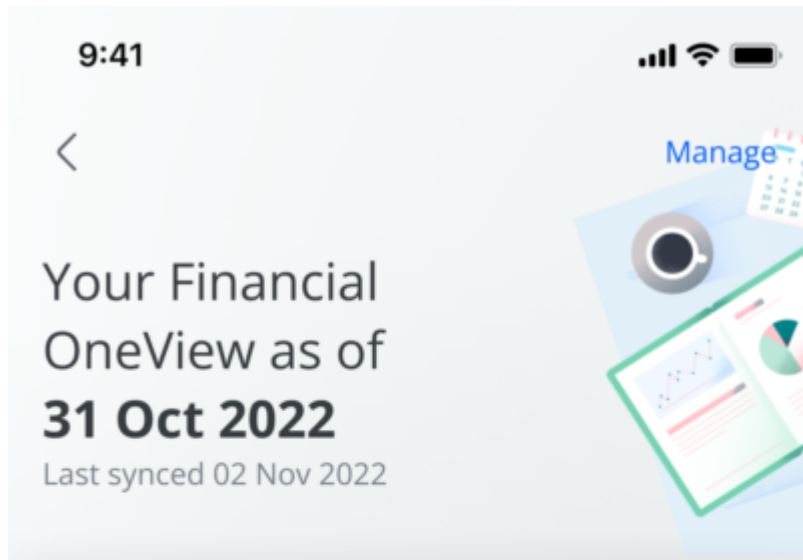 9:41
Manage
Your Financial
OneView as of
31 Oct 2022
Last synced 02 Nov 2022